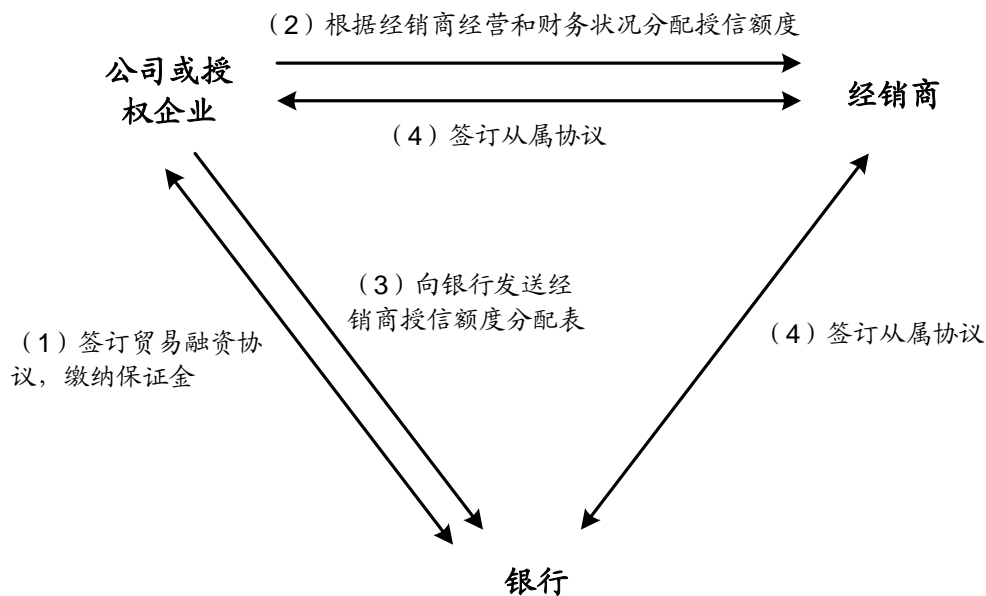 （2）根据经销商经营和财务状况分配授信额度
公司或授
权企业
经销商
（4）签订从属协议
（3）向银行发送经
销商授信额度分配表
（1）签订贸易融资协
议，缴纳保证金
（4）签订从属协议
银行